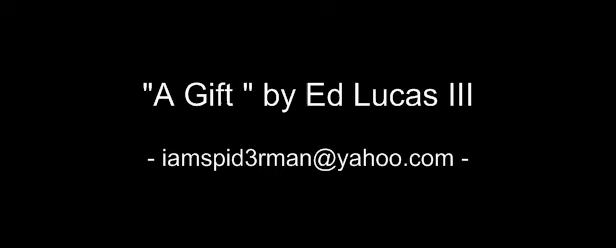 "A Gift " by Ed Lucas III
- iamspid3rman@yahoo.com -